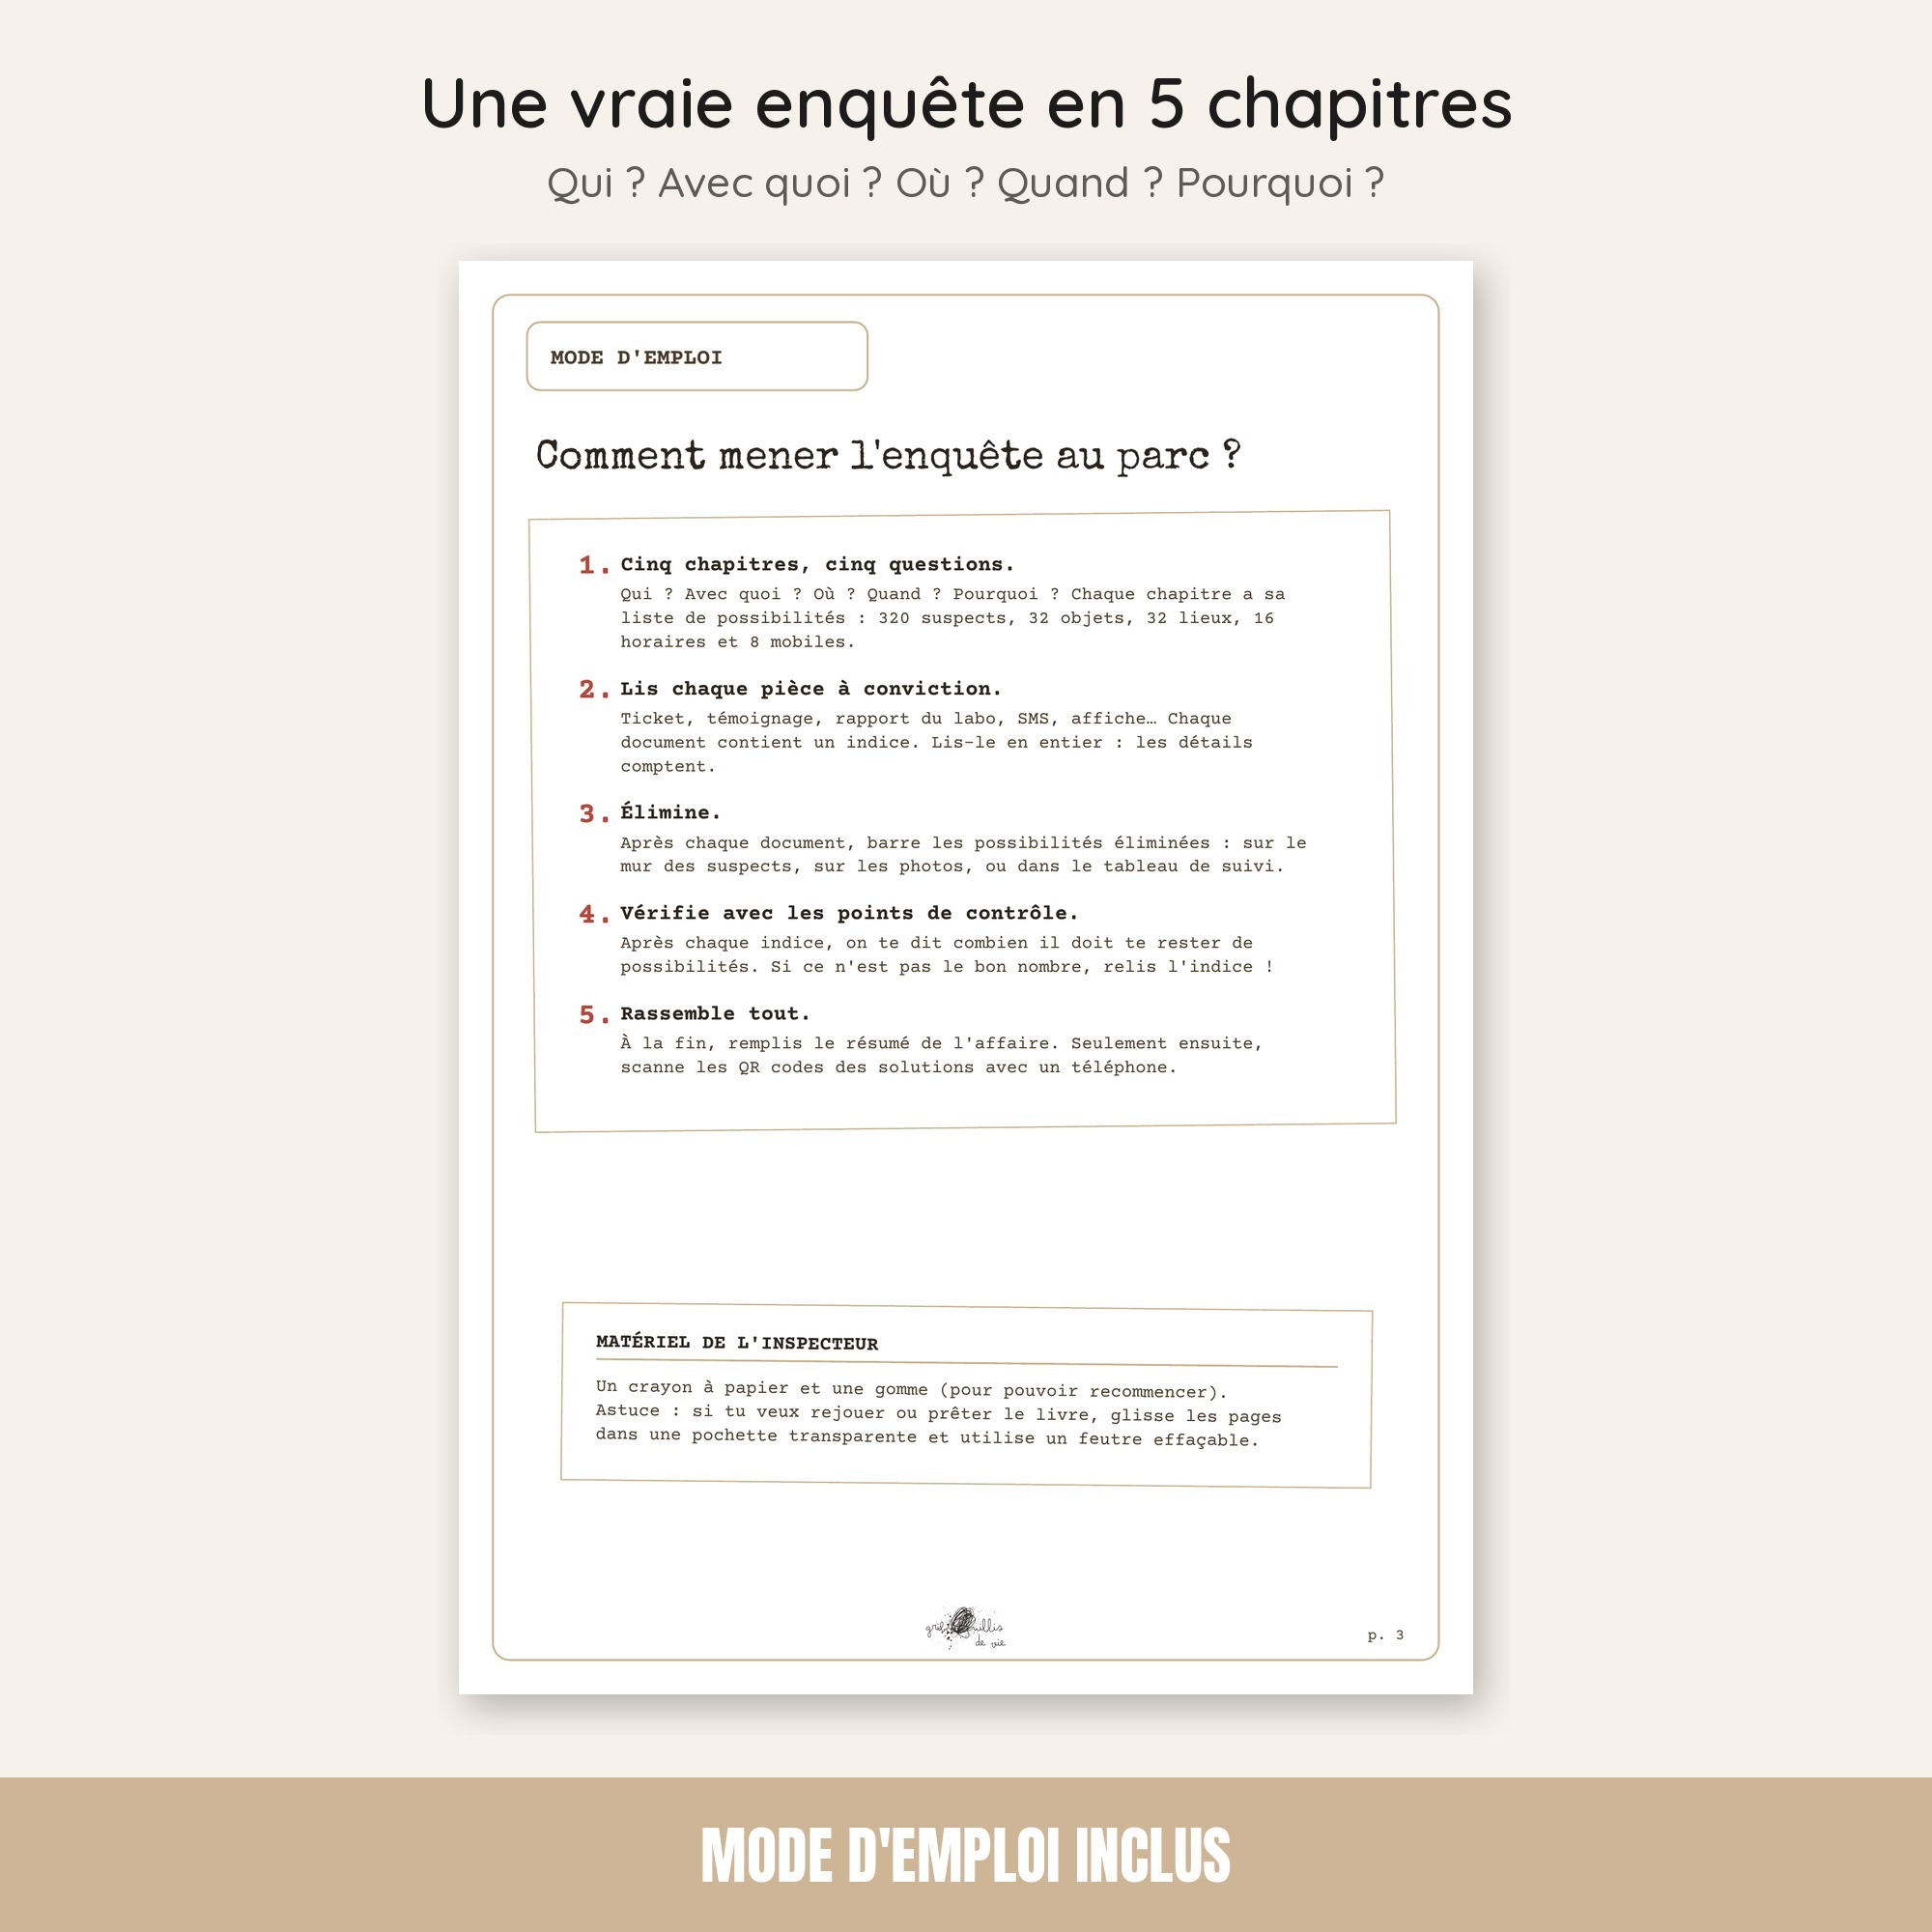 Une vraie enquête en 5 chapitres
Qui ? Avec quoi ? Où ? Quand ? Pourquoi ?
MODE D'EMPLOI
Comment mener l'enquête au parc ?
1. Cinq chapitres, cinq questions.
Qui ? Avec quoi ? Où ? Quand ? Pourquoi ? Chaque chapitre a sa
liste de possibilités : 320 suspects, 32 objets, 32 lieux, 16
horaires et 8 mobiles.
2. Lis chaque pièce à conviction.
Ticket, témoignage, rapport du labo, SMS, affiche… Chaque
document contient un indice. Lis-le en entier : les détails
comptent.
3. Élimine.
Après chaque document, barre les possibilités éliminées : sur le
mur des suspects, sur les photos, ou dans le tableau de suivi.
4. Vérifie avec les points de contrôle.
Après chaque indice, on te dit combien il doit te rester de
possibilités. Si ce n'est pas le bon nombre, relis l'indice !
5. Rassemble tout.
À la fin, remplis le résumé de l'affaire. Seulement ensuite,
scanne les QR codes des solutions avec un téléphone.
MATÉRIEL DE L'INSPECTEUR
Un crayon à papier et une gomme (pour pouvoir recommencer).
Astuce : si tu veux rejouer ou prêter le livre, glisse les pages
dans une pochette transparente et utilise un feutre effaçable.
de vie
p. 3
MODE D'EMPLOI INCLUS